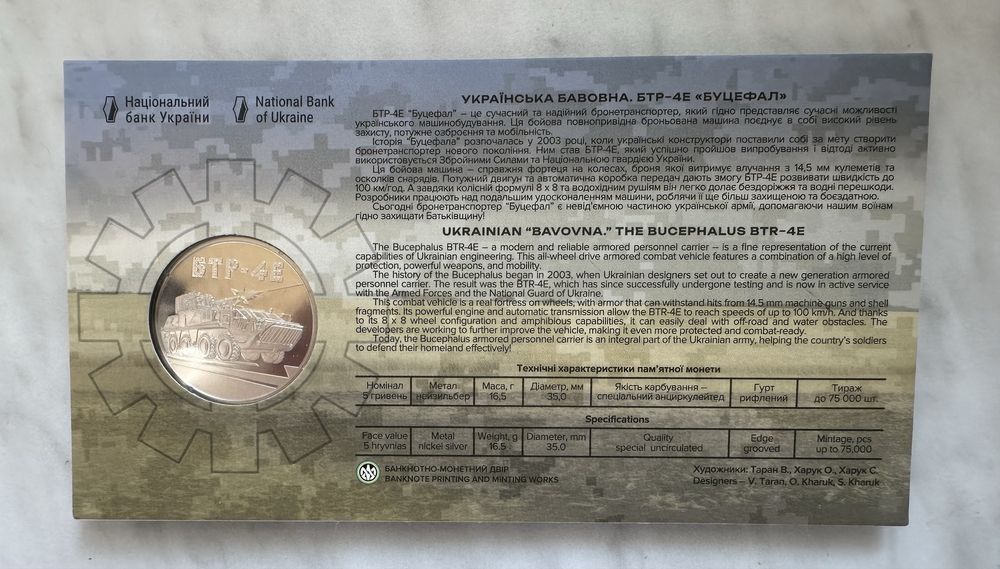 Національний
банк України
National Bank
of Ukraine
УКРАЇНСЬКА БАВОВНА. БТР-4Е «БУЦЕФАЛ»
БТР-4Е "Буцефал" – це сучасний та надійний бронетранспортер, який гідно представляє сучасні можливості
українського машинобудування. Ця бойова повнопривідна броньована машина поєднує в собі високий рівень
захисту, потужне озброєння та мобільність.
Історія "Буцефала" розпочалась у 2003 році, коли українські конструктори поставили собі за мету створити
бронетранспортер нового покоління. Ним став БТР-4Е, який успішно пройшов випробування і відтоді активно
використовується Збройними Силами та Національною гвардією України.
Ця бойова машина – справжня фортеця на колесах, броня якої витримує влучання з 14,5 мм кулеметів та
осколків снарядів. Потужний двигун та автоматична коробка передач дають змогу БТР-4Е розвивати швидкість до
100 км/год. А завдяки колісній формулі 8 х 8 та водохідним рушіям він легко долає бездоріжжя та водні перешкоди.
Розробники працюють над подальшим удосконаленням машини, роблячи її ще більш захищеною та боєздатною.
Сьогодні бронетранспортер "Буцефал" є невід'ємною частиною української армії, допомагаючи нашим воїнам
гідно захищати Батьківщину!
UKRAINIAN "BAVOVNA." THE BUCEPHALUS BTR-4E
The Bucephalus BTR-4E – a modern and reliable armored personnel carrier – is a fine representation of the current
capabilities of Ukrainian engineering. This all-wheel drive armored combat vehicle features a combination of a high level of
protection, powerful weapons, and mobility.
The history of the Bucephalus began in 2003, when Ukrainian designers set out to create a new generation armored
personnel carrier. The result was the BTR-4E, which has since successfully undergone testing and is now in active service
with the Armed Forces and the National Guard of Ukraine.
This combat vehicle is a real fortress on wheels, with armor that can withstand hits from 14.5 mm machine guns and shell
fragments. Its powerful engine and automatic transmission allow the BTR-4E to reach speeds of up to 100 km/h. And thanks
to its 8 x 8 wheel configuration and amphibious capabilities, it can easily deal with off-road and water obstacles. The
developers are working to further improve the vehicle, making it even more protected and combat-ready.
Today, the Bucephalus armored personnel carrier is an integral part of the Ukrainian army, helping the country's soldiers
to defend their homeland effectively!
БТР-4Е
Технічні характеристики пам'ятної монети
Номінал Метал Маса, г Діаметр, мм Якість карбування – Гурт Тираж
5 гривень нейзильбер 16,5 35,0 спеціальний анциркулейтед рифлений до 75 000 шт.
Specifications
Face value Metal Weight, g Diameter, mm Quality Edge Mintage, pcs
5 hryvnias nickel silver 16.5 35.0 special uncirculated grooved up to 75,000
БАНКНОТНО-МОНЕТНИЙ ДВІР
BANKNOTE PRINTING AND MINTING WORKS
Художники: Таран В., Харук О., Харук С.
Designers – V. Taran, O. Kharuk, S. Kharuk